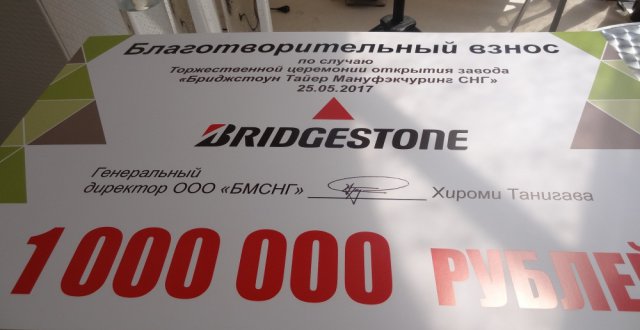 Благотворительный взнос
по случаю
Торжественной церемонии открытия завода
«Бриджстоун Тайер Мануфэкчуринг СНГ»
25.05.2017
BRIDGESTONE
Генеральный
директор ООО «БМСНГ» Хироми Танигава
1 000 000 РУБЛЕ